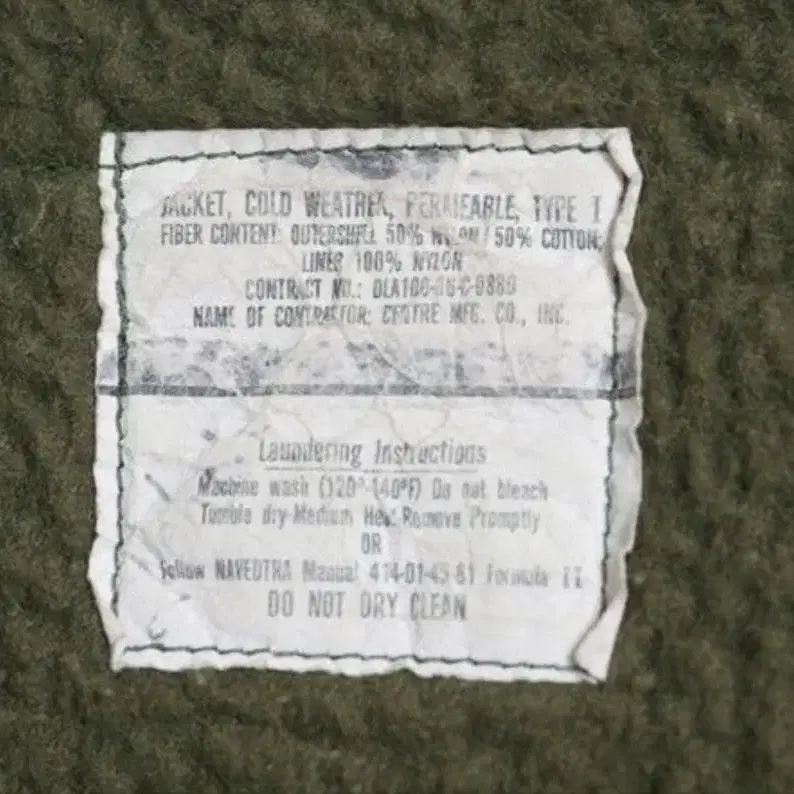 JACKET, COLD WEATHER, PERMEABLE, TYPE I
FIBER CONTENT: OUTERSHELL 50% NYLON / 50% COTTON;
LINER 100% NYLON
CONTRACT NO.: DLA100-
NAME OF CONTRACTOR: CENTRE MFG. CO., INC.
Laundering Instructions
Machine wash (120°-140°F) Do not bleach
Tumble dry-Medium Heat Remove Promptly
OR
Follow NAVEDTRA Manual 414-01-45-81 Formula II
DO NOT DRY CLEAN